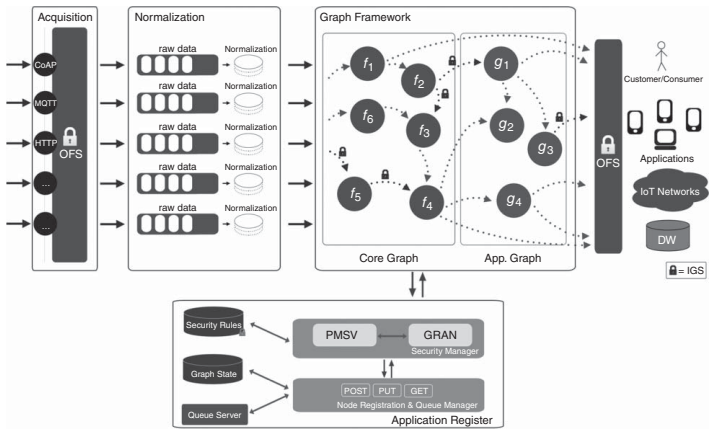 Acquisition
Normalization
Graph Framework
CoAP
MQTT
HTTP
...
...
OFS
raw data
Normalization
raw data
Normalization
raw data
Normalization
raw data
Normalization
raw data
Normalization
f1
f2
f6
f3
f5
f4
Core Graph
g1
g2
g3
g4
App. Graph
IGS
IGS
OFS
Customer/Consumer
Applications
IoT Networks
DW
= IGS
Security Rules
Graph State
Queue Server
PMSV
GRAN
Security Manager
POST
PUT
GET
Node Registration & Queue Manager
Application Register